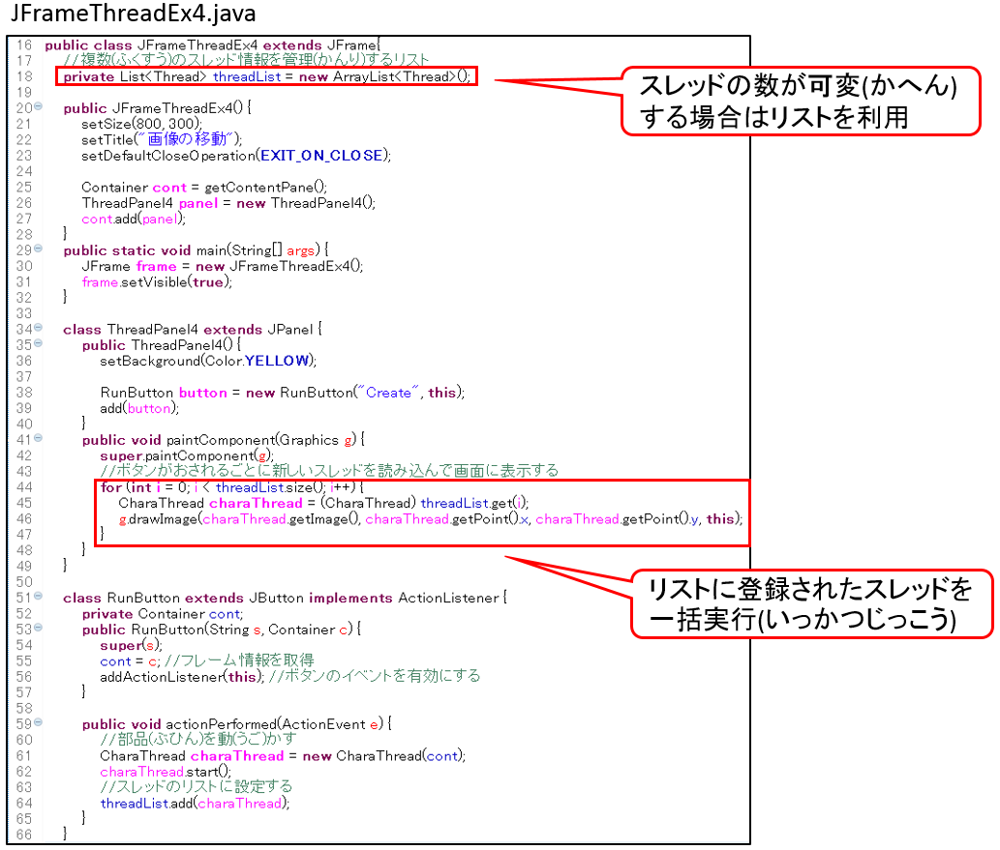 JFrameThreadEx4.java
16 public class JFrameThreadEx4 extends JFrame{
17 //複数(ふくすう)のスレッド情報を管理(かんり)するリスト
18 private List<Thread> threadList = new ArrayList<Thread>();
19
20 public JFrameThreadEx4() {
21 setSize(800, 300);
22 setTitle("画像の移動");
23 setDefaultCloseOperation(EXIT_ON_CLOSE);
24
25 Container cont = getContentPane();
26 ThreadPanel4 panel = new ThreadPanel4();
27 cont.add(panel);
28 }
29 public static void main(String[] args) {
30 JFrame frame = new JFrameThreadEx4();
31 frame.setVisible(true);
32 }
33
34 class ThreadPanel4 extends JPanel {
35 public ThreadPanel4() {
36 setBackground(Color.YELLOW);
37
38 RunButton button = new RunButton("Create", this);
39 add(button);
40 }
41 public void paintComponent(Graphics g) {
42 super.paintComponent(g);
43 //ボタンがおされるごとに新しいスレッドを読み込んで画面に表示する
44 for (int i = 0; i < threadList.size(); i++) {
45 CharaThread charaThread = (CharaThread) threadList.get(i);
46 g.drawImage(charaThread.getImage(), charaThread.getPoint().x, charaThread.getPoint().y, this);
47 }
48 }
49 }
50
51 class RunButton extends JButton implements ActionListener {
52 private Container cont;
53 public RunButton(String s, Container c) {
54 super(s);
55 cont = c; //フレーム情報を取得
56 addActionListener(this); //ボタンのイベントを有効にする
57 }
58
59 public void actionPerformed(ActionEvent e) {
60 //部品(ぶひん)を動(うご)かす
61 CharaThread charaThread = new CharaThread(cont);
62 charaThread.start();
63 //スレッドのリストに設定する
64 threadList.add(charaThread);
65 }
66 }
スレッドの数が可変(かへん)
する場合はリストを利用
リストに登録されたスレッドを
一括実行(いっかつじっこう)